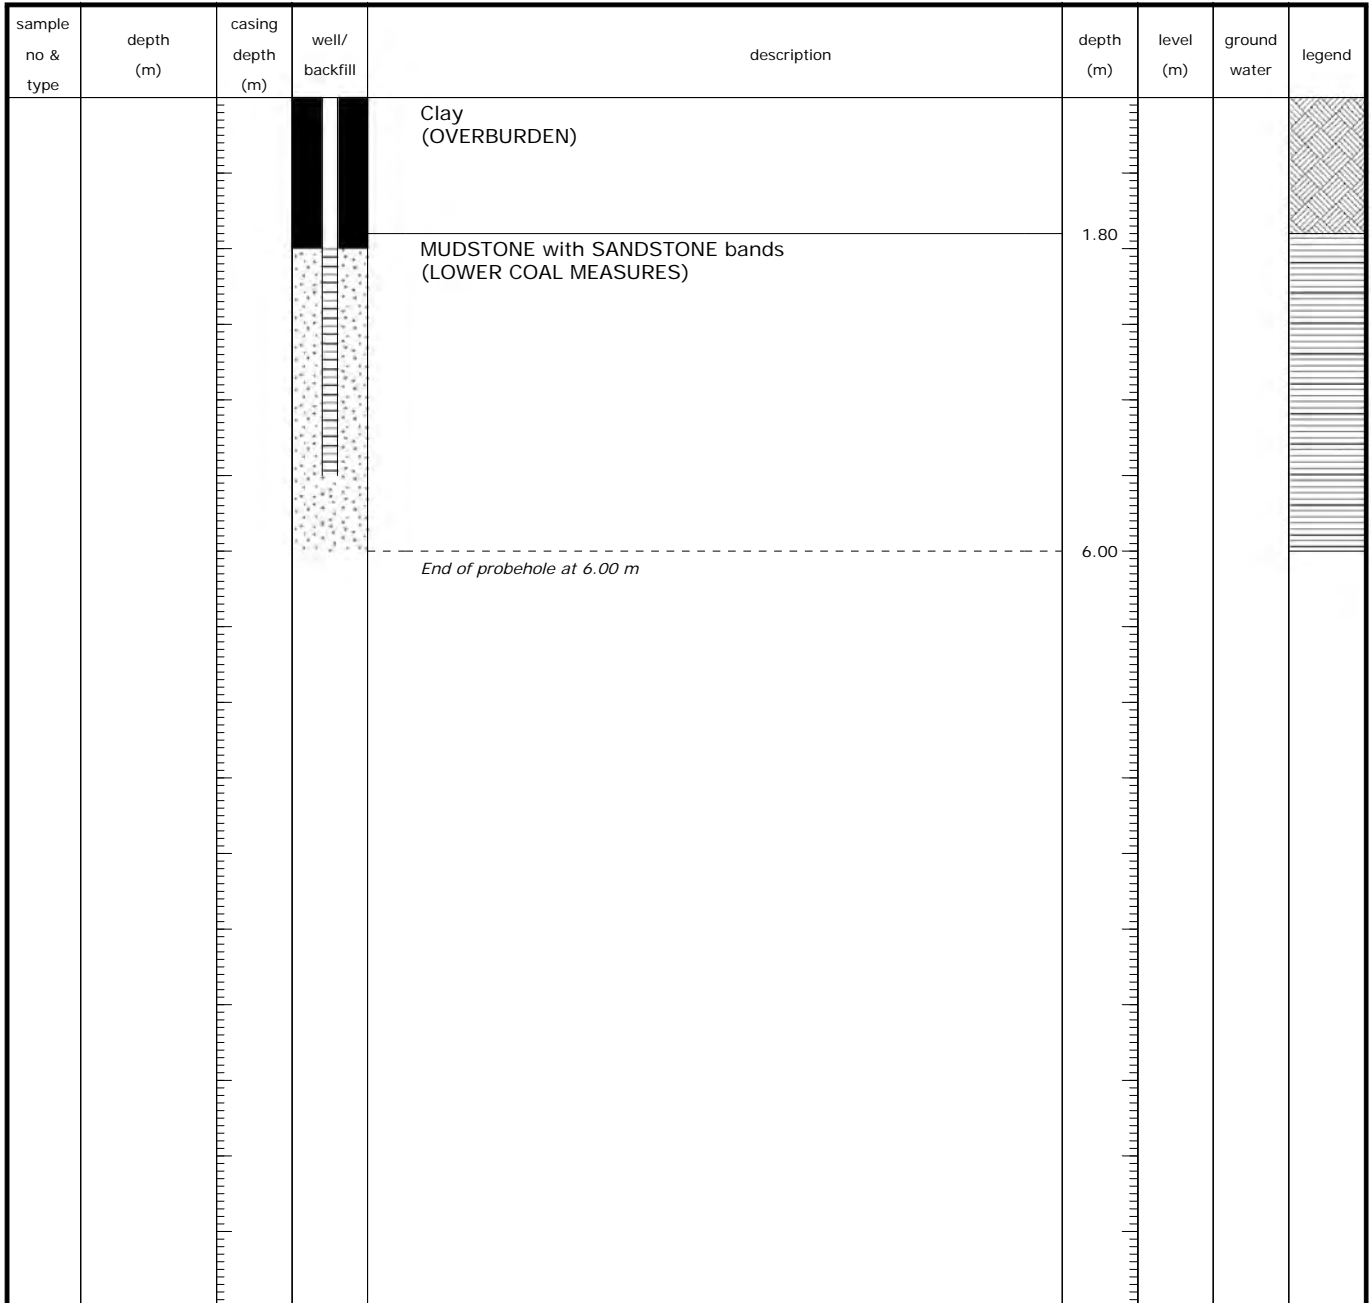 sample
no &
type
depth
(m)
casing
depth
(m)
well/
backfill
description
depth
(m)
level
(m)
ground
water
legend
Clay
(OVERBURDEN)
1.80
MUDSTONE with SANDSTONE bands
(LOWER COAL MEASURES)
6.00
End of probehole at 6.00 m